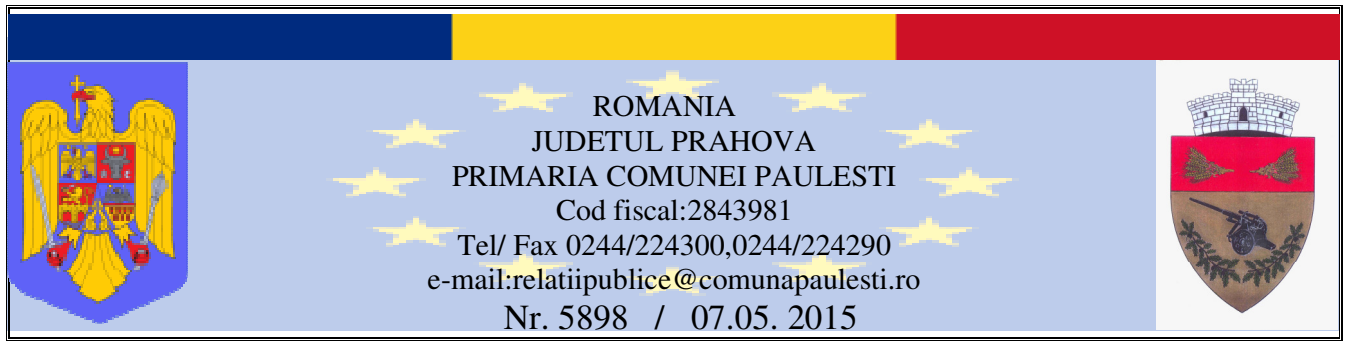 ROMANIA
JUDETUL PRAHOVA
PRIMARIA COMUNEI PAULESTI
Cod fiscal:2843981
Tel/ Fax 0244/224300,0244/224290
e-mail:relatiipublice@comunapaulesti.ro
Nr. 5898 / 07.05. 2015